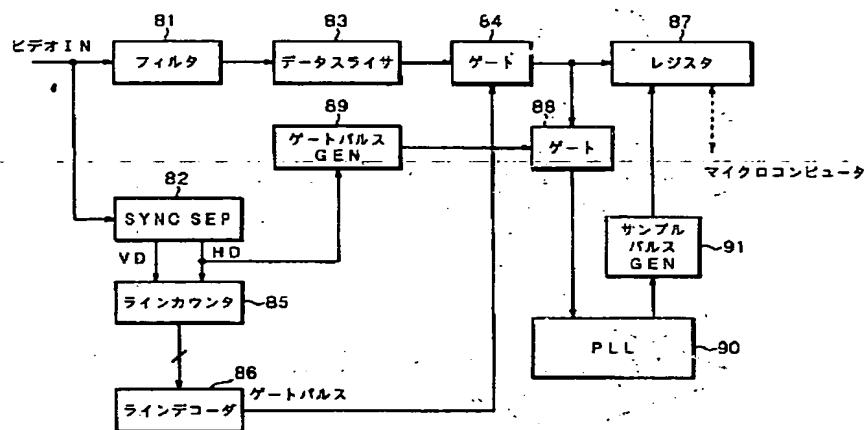 81
83
84
87
ビデオIN
フィルタ
データスライサ
ゲート
レジスタ
89
88
ゲートパルス
GEN
ゲート
マイクロコンピュータ
82
SYNC SEP
サンプル
パルス
GEN
91
VD
HD
ラインカウンタ
85
PLL
90
86
ゲートパルス
ラインデコーダ